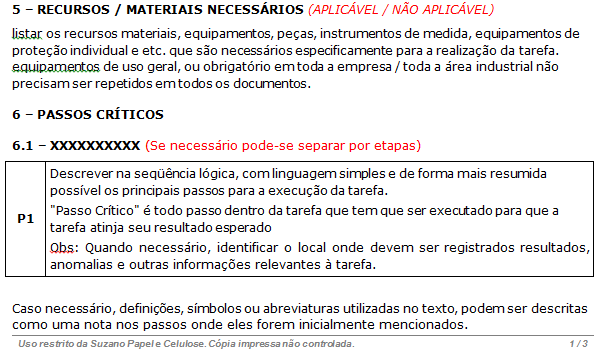 5 – RECURSOS / MATERIAIS NECESSÁRIOS (APLICÁVEL / NÃO APLICÁVEL)
listar os recursos materiais, equipamentos, peças, instrumentos de medida, equipamentos de
proteção individual e etc. que são necessários especificamente para a realização da tarefa.
equipamentos de uso geral, ou obrigatório em toda a empresa / toda a área industrial não
precisam ser repetidos em todos os documentos.
6 – PASSOS CRÍTICOS
6.1 – XXXXXXXXXX (Se necessário pode-se separar por etapas)
P1
Descrever na seqüência lógica, com linguagem simples e de forma mais resumida
possível os principais passos para a execução da tarefa.
"Passo Crítico" é todo passo dentro da tarefa que tem que ser executado para que a
tarefa atinja seu resultado esperado
Obs: Quando necessário, identificar o local onde devem ser registrados resultados,
anomalias e outras informações relevantes à tarefa.
Caso necessário, definições, símbolos ou abreviaturas utilizadas no texto, podem ser descritas
como uma nota nos passos onde eles forem inicialmente mencionados.
Uso restrito da Suzano Papel e Celulose. Cópia impressa não controlada. 1 / 3